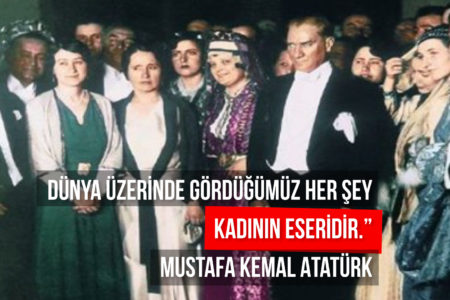 DÜNYA ÜZERİNDE GÖRDÜĞÜMÜZ HER ŞEY
KADININ ESERİDİR.”
MUSTAFA KEMAL ATATÜRK